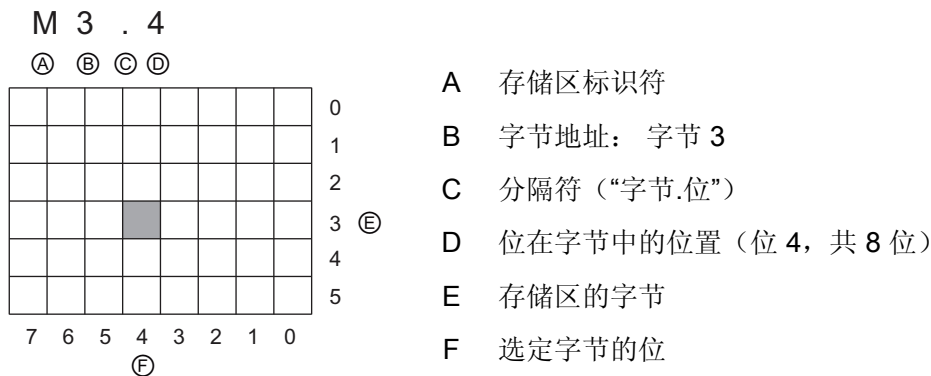 M 3 . 4
Ⓐ Ⓑ Ⓒ Ⓓ
0
1
2
3 Ⓔ
4
5
7 6 5 4 3 2 1 0
Ⓕ
A 存储区标识符
B 字节地址： 字节 3
C 分隔符（“字节.位”）
D 位在字节中的位置（位 4，共 8 位）
E 存储区的字节
F 选定字节的位